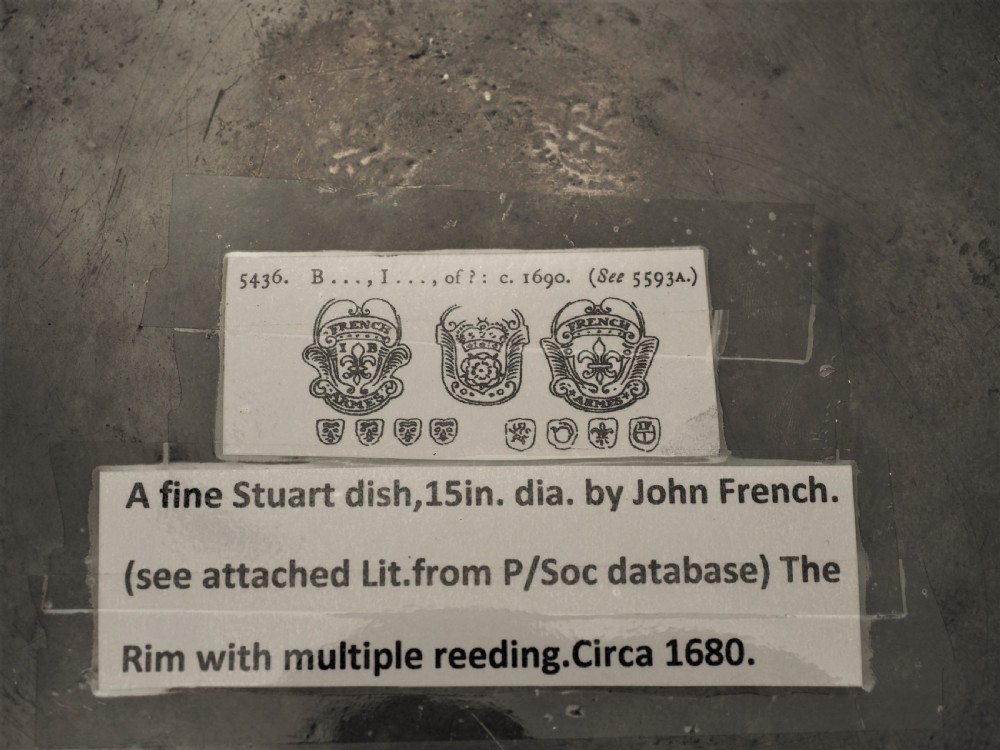 5436. B . . . , I . . . , of ? : c. 1690. (See 5593A.)
FRENCH
I B
ARMES
FRENCH
ARMES
A fine Stuart dish,15in. dia. by John French.
(see attached Lit.from P/Soc database) The
Rim with multiple reeding.Circa 1680.